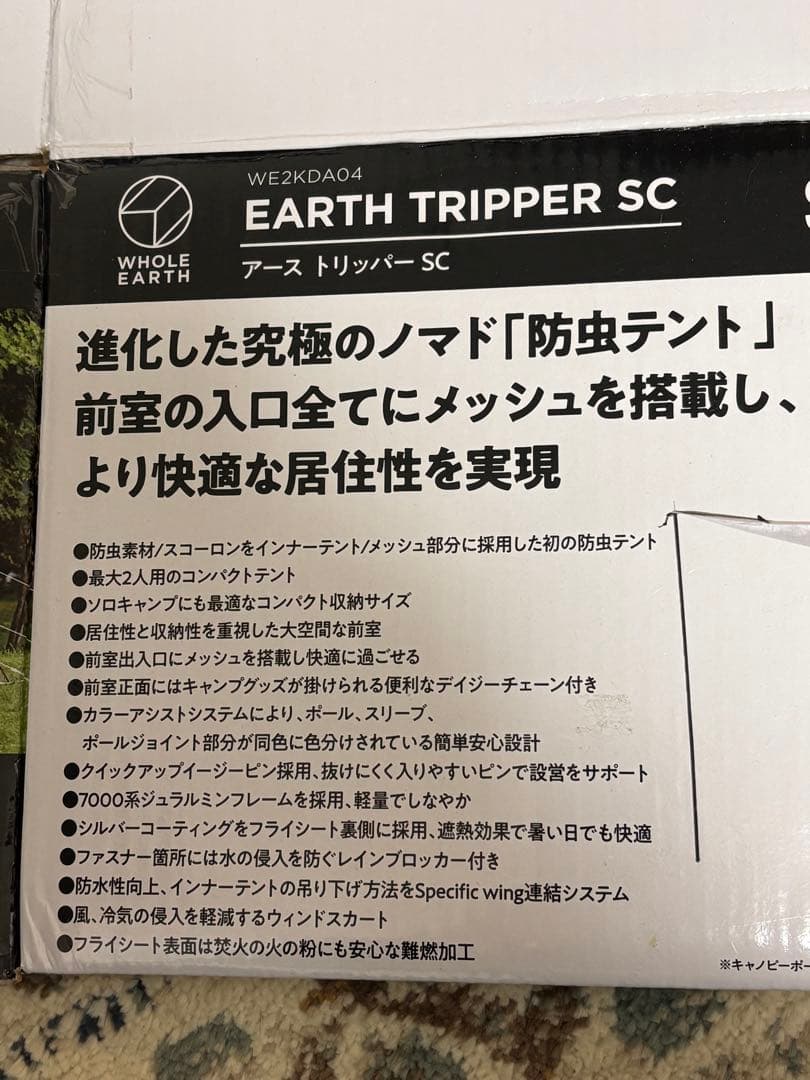 WHOLE
EARTH
WE2KDA04
EARTH TRIPPER SC
アース トリッパー SC
進化した究極のノマド「防虫テント」
前室の入口全てにメッシュを搭載し、
より快適な居住性を実現
●防虫素材/スコーロンをインナーテント/メッシュ部分に採用した初の防虫テント
●最大2人用のコンパクトテント
●ソロキャンプにも最適なコンパクト収納サイズ
●居住性と収納性を重視した大空間な前室
●前室出入口にメッシュを搭載し快適に過ごせる
●前室正面にはキャンプグッズが掛けられる便利なデイジーチェーン付き
●カラーアシストシステムにより、ポール、スリーブ、
ポールジョイント部分が同色に色分けされている簡単安心設計
●クイックアップイージーピン採用、抜けにくく入りやすいピンで設営をサポート
●7000系ジュラルミンフレームを採用、軽量でしなやか
●シルバーコーティングをフライシート裏側に採用、遮熱効果で暑い日でも快適
●ファスナー箇所には水の侵入を防ぐレインブロッカー付き
●防水性向上、インナーテントの吊り下げ方法をSpecific wing連結システム
●風、冷気の侵入を軽減するウィンドスカート
●フライシート表面は焚火の火の粉にも安心な難燃加工
※キャノピーポー